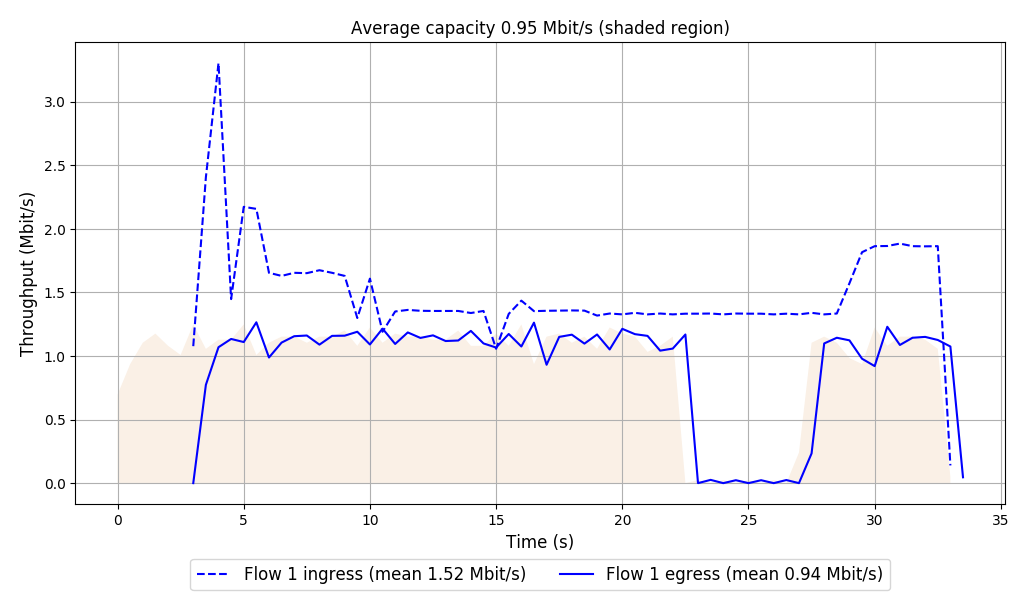 Average capacity 0.95 Mbit/s (shaded region)
Throughput (Mbit/s)
3.0
2.5
2.0
1.5
1.0
0.5
0.0
0 5 10 15 20 25 30 35
Time (s)
Flow 1 ingress (mean 1.52 Mbit/s) Flow 1 egress (mean 0.94 Mbit/s)